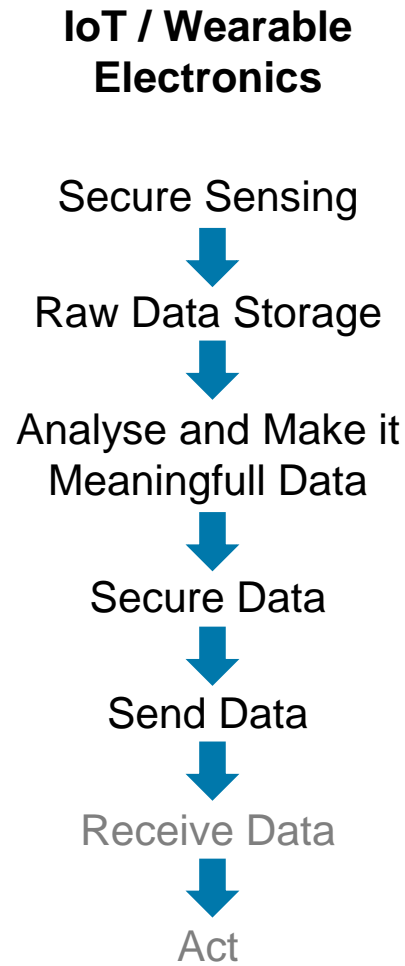 IoT / Wearable
Electronics
Secure Sensing
Raw Data Storage
Analyse and Make it
Meaningfull Data
Secure Data
Send Data
Receive Data
Act